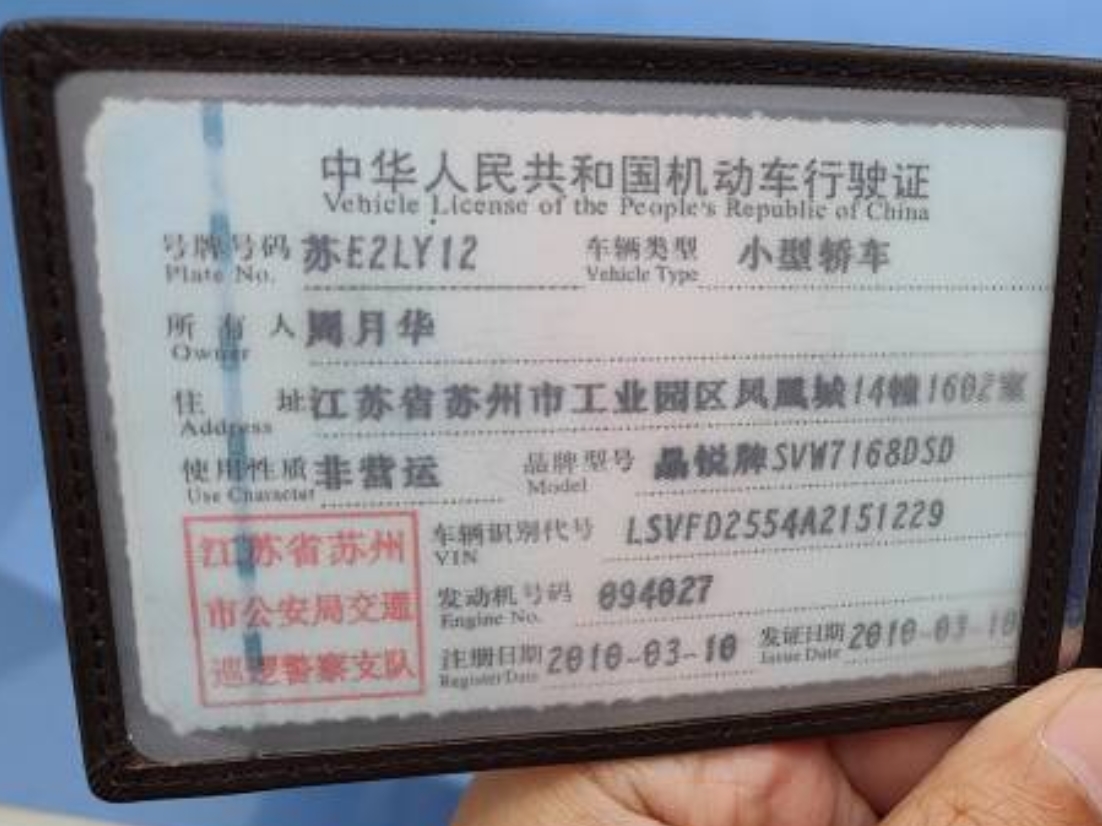 中华人民共和国机动车行驶证
Vehicle License of the People's Republic of China
号牌号码 苏E2LY12 车辆类型 小型轿车
Plate No. Vehicle Type
所有人 周月华
Owner
住址 江苏省苏州市工业园区凤凰城14幢1602室
Address
使用性质 非营运 品牌型号 晶锐牌SVW7168DSD
Use Character Model
江苏省苏州 车辆识别代号 LSVFD2554A2151229
VIN
市公安局交通 发动机号码 094027
Engine No.
巡逻警察支队 注册日期 2010-03-10 发证日期 2010-03-10
Register Date Issue Date